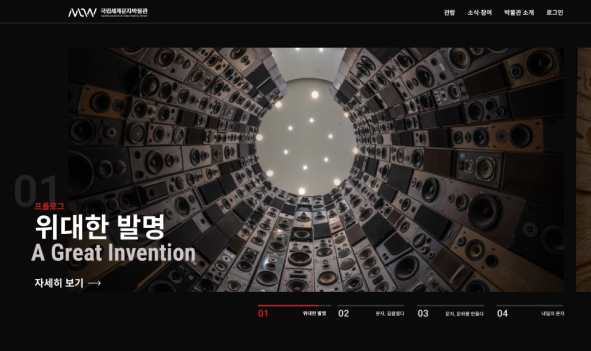 MOW 국립세계문자박물관
관람 소식·참여 박물관 소개 로그인
01
프롤로그
위대한 발명
A Great Invention
자세히 보기
01 위대한 발명 02 문자, 길을열다 03 문자, 문화를 만들다 04 내일의 문자